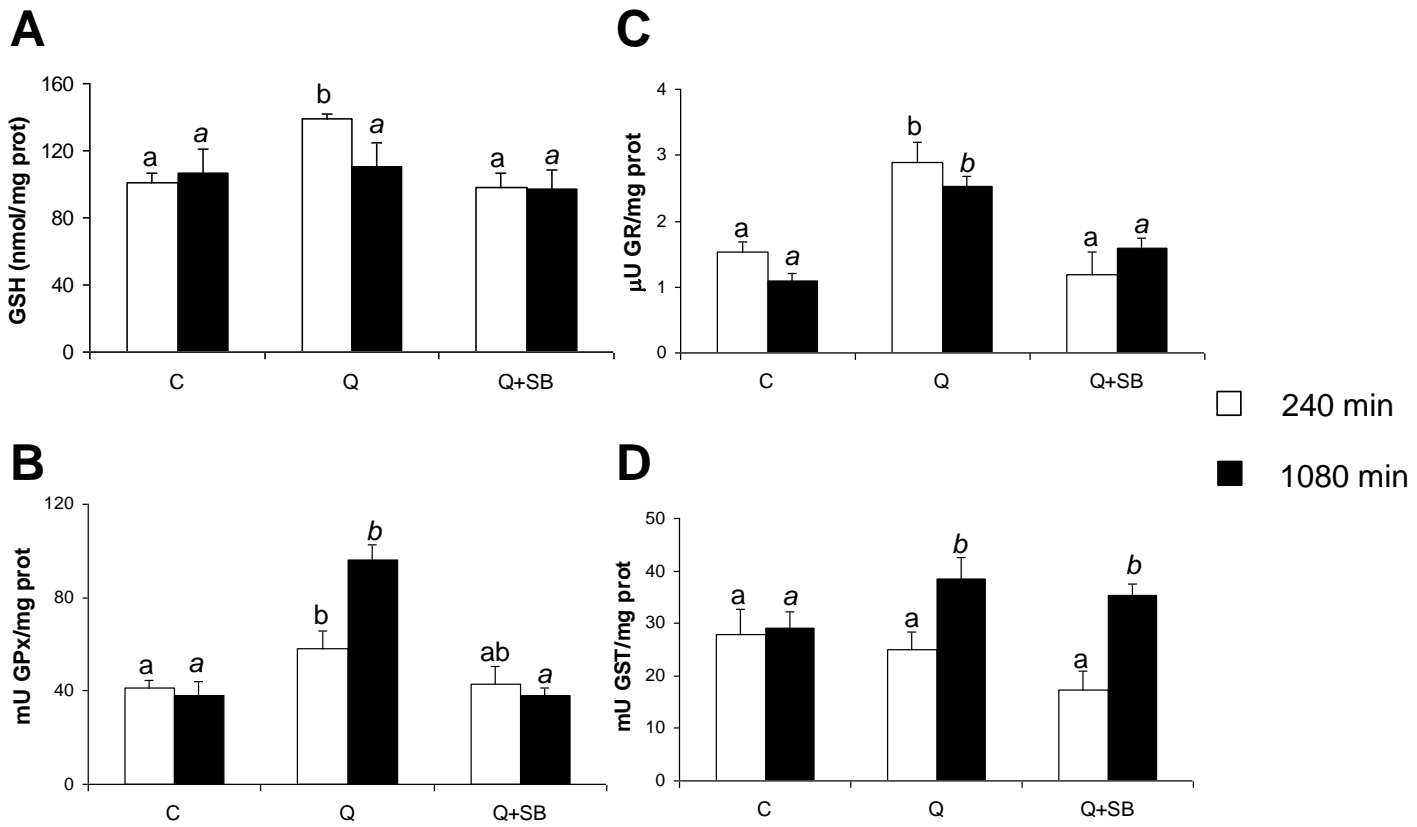 A
GSH (nmol/mg prot)
160
120
80
40
0
a
a
b
a
a
a
C
Q
Q+SB
C
µU GR/mg prot
4
3
2
1
0
a
a
b
b
a
a
C
Q
Q+SB
240 min
1080 min
B
mU GPx/mg prot
120
80
40
0
a
a
b
b
ab
a
C
Q
Q+SB
D
mU GST/mg prot
50
40
30
20
10
0
a
a
a
b
a
b
C
Q
Q+SB